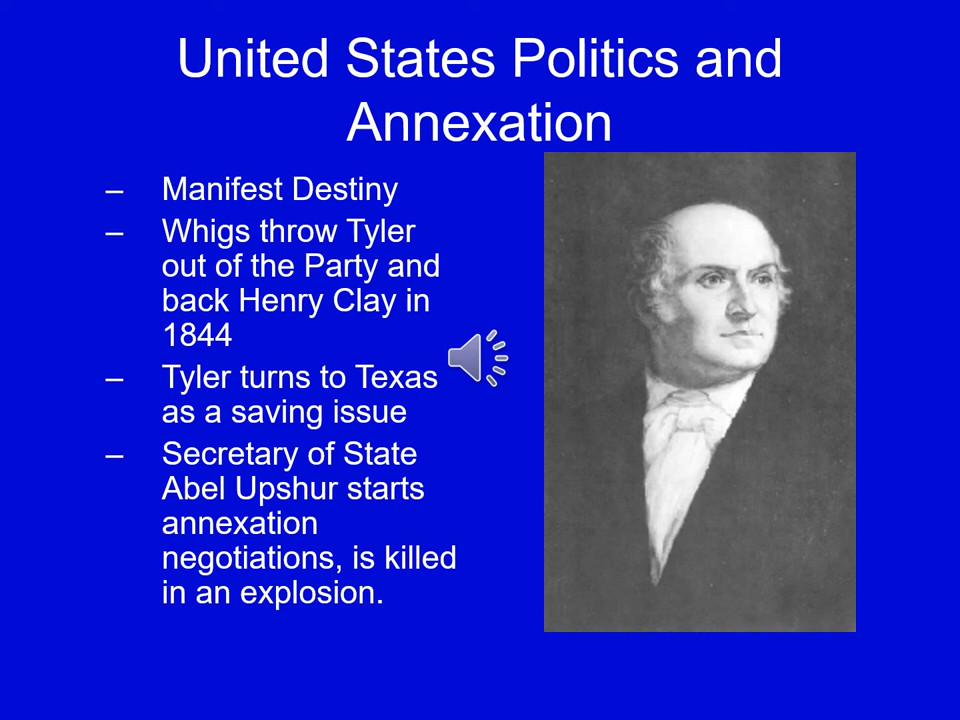 United States Politics and
Annexation
– Manifest Destiny
– Whigs throw Tyler
out of the Party and
back Henry Clay in
1844
– Tyler turns to Texas
as a saving issue
– Secretary of State
Abel Upshur starts
annexation
negotiations, is killed
in an explosion.